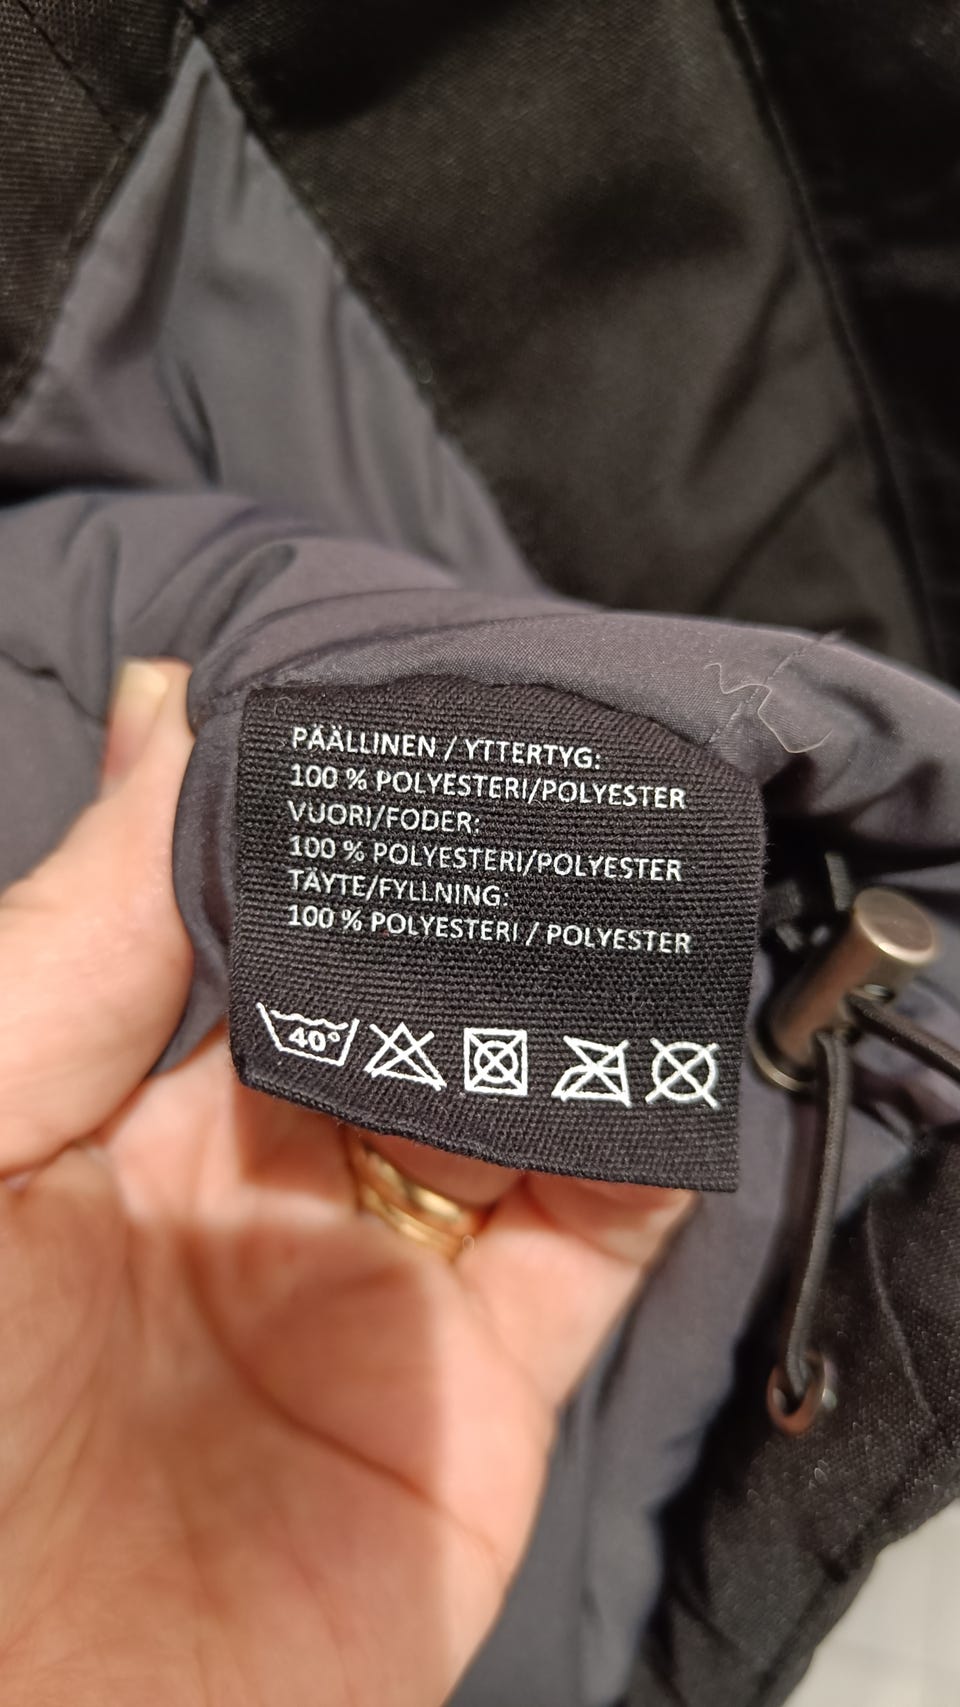 PÄÄLLINEN / YTTERTYG:
100 % POLYESTERI/POLYESTER
VUORI/FODER:
100 % POLYESTERI/POLYESTER
TÄYTE/FYLLNING:
100 % POLYESTERI / POLYESTER
40°